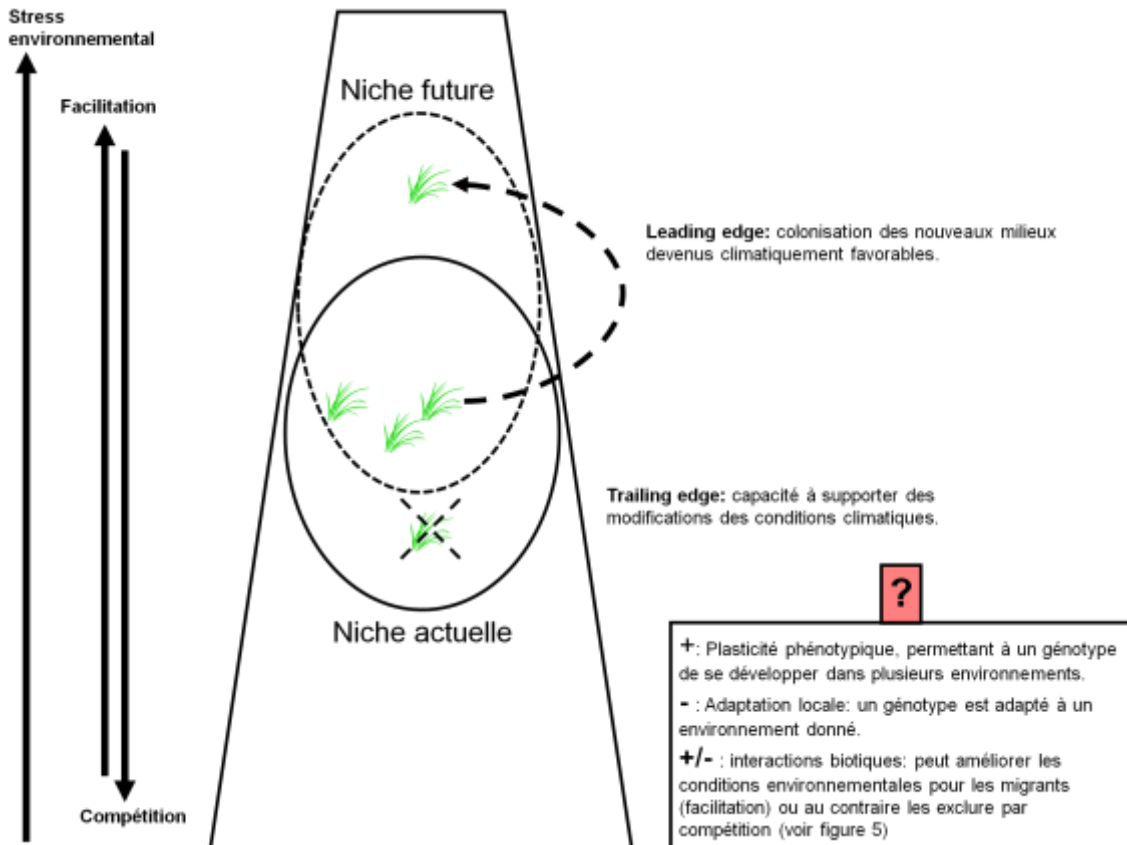 Stress
environnemental
Facilitation
Niche future
Leading edge: colonisation des nouveaux milieux
devenus climatiquement favorables.
Trailing edge: capacité à supporter des
modifications des conditions climatiques.
Niche actuelle
Compétition
?
+: Plasticité phénotypique, permettant à un génotype
de se développer dans plusieurs environnements.
- : Adaptation locale: un génotype est adapté à un
environnement donné.
+/- : interactions biotiques: peut améliorer les
conditions environnementales pour les migrants
(facilitation) ou au contraire les exclure par
compétition (voir figure 5)